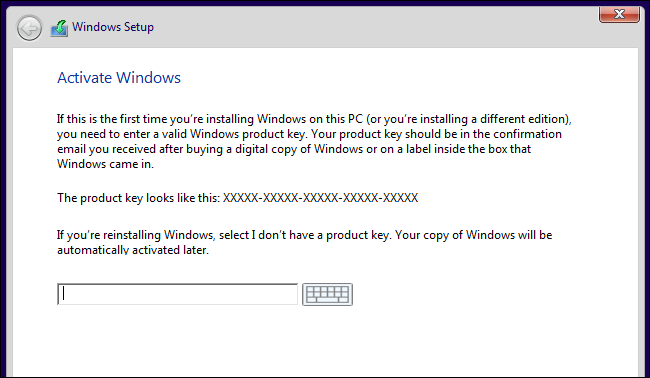 Windows Setup
Activate Windows
If this is the first time you're installing Windows on this PC (or you're installing a different edition),
you need to enter a valid Windows product key. Your product key should be in the confirmation
email you received after buying a digital copy of Windows or on a label inside the box that
Windows came in.
The product key looks like this: XXXXX-XXXXX-XXXXX-XXXXX-XXXXX
If you're reinstalling Windows, select I don't have a product key. Your copy of Windows will be
automatically activated later.